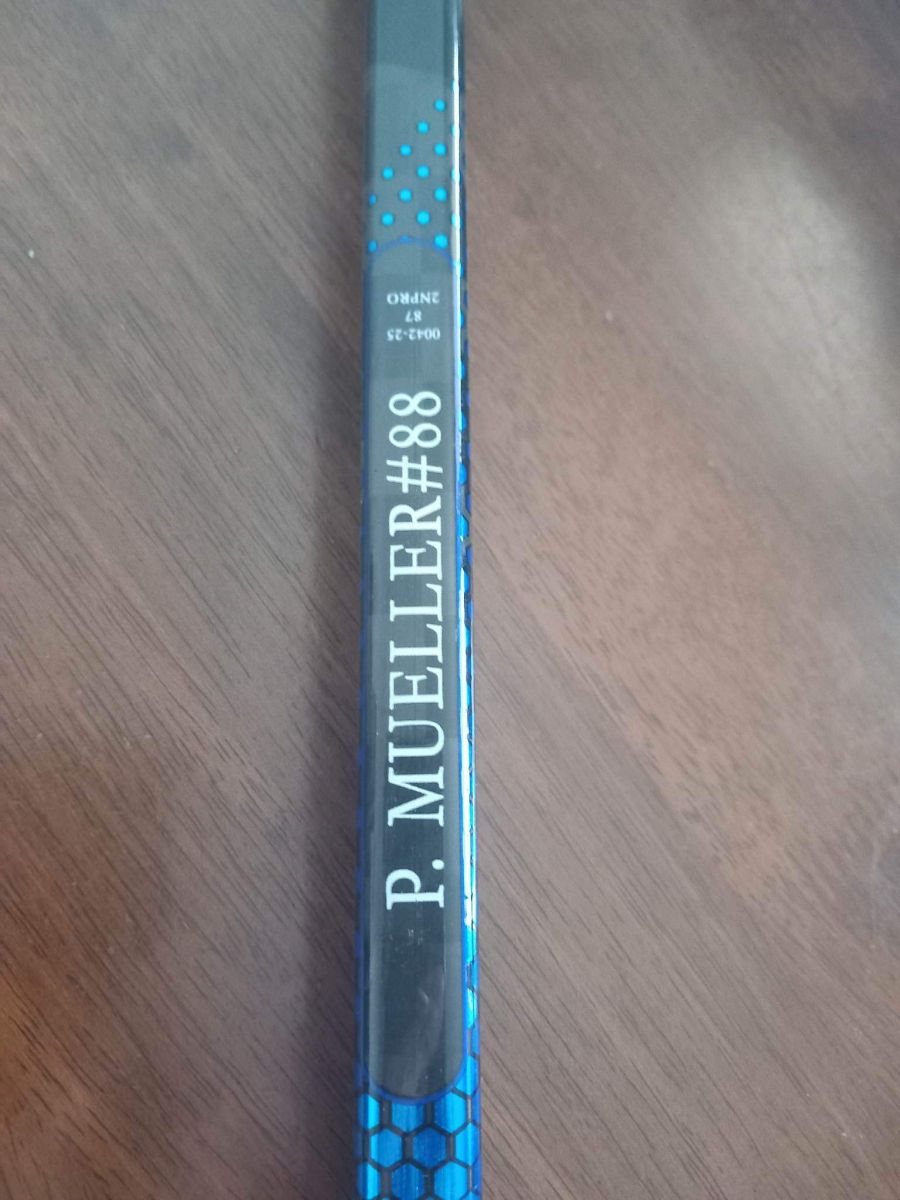 P. MUELLER#88
0042-25
87
2NPRO